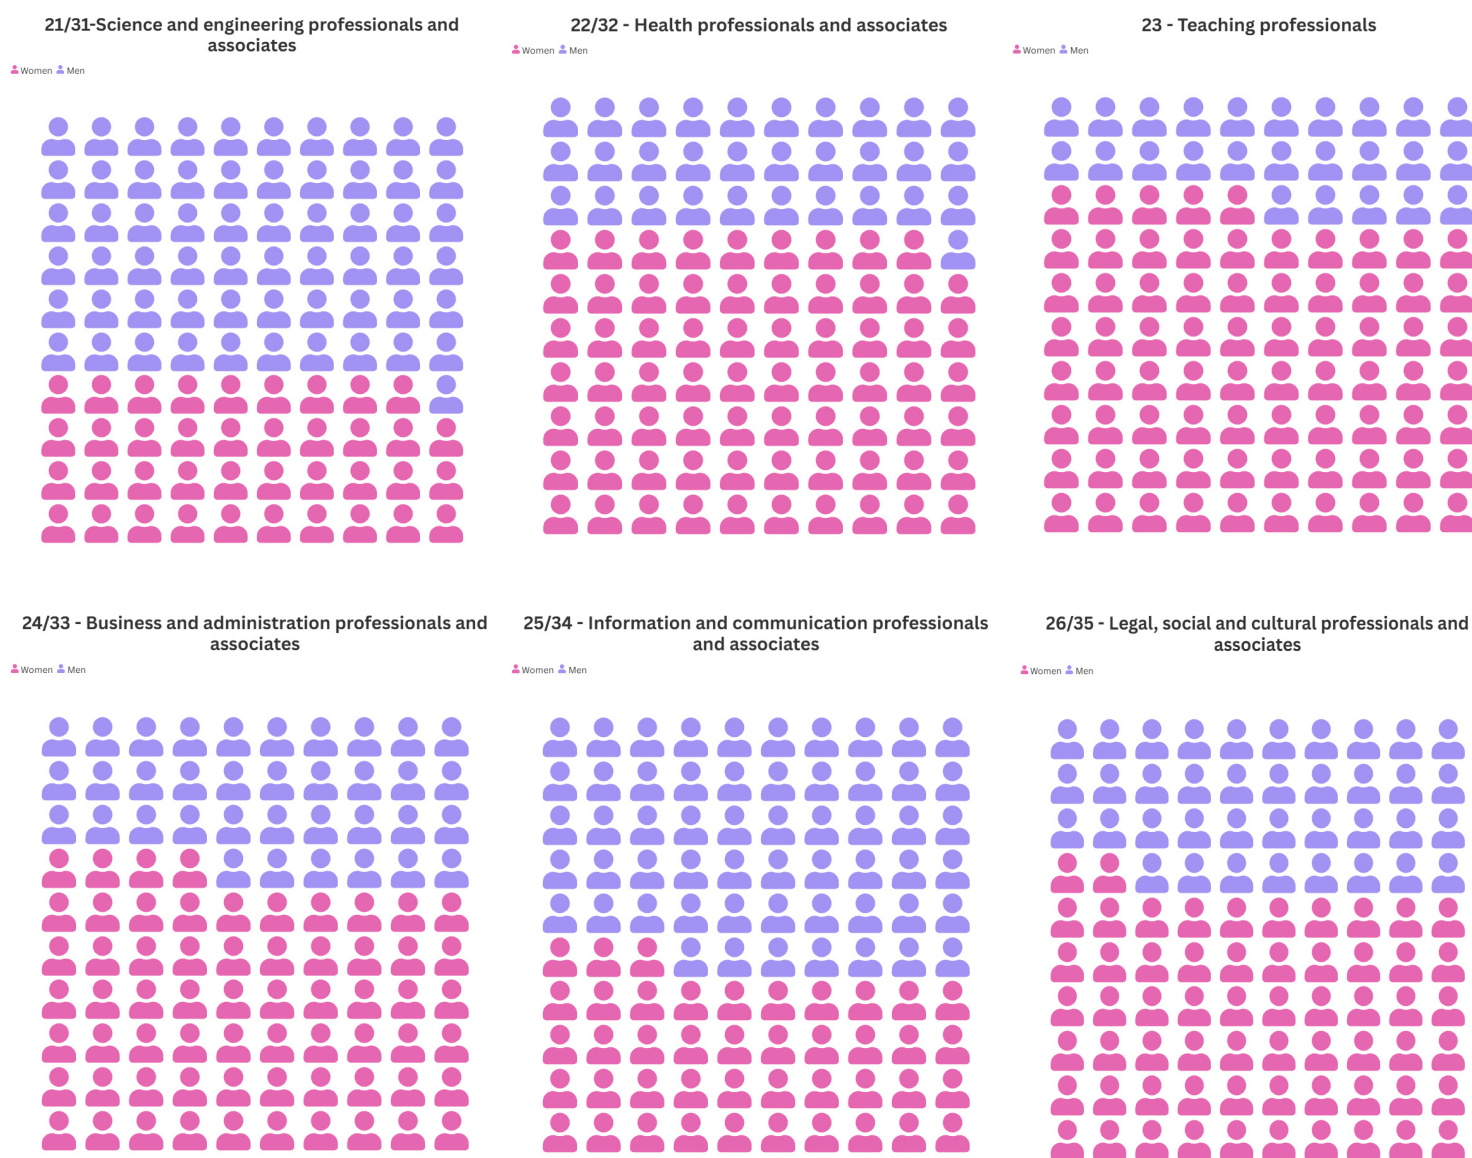 21/31-Science and engineering professionals and
associates
Women Men
22/32 - Health professionals and associates
Women Men
23 - Teaching professionals
Women Men
24/33 - Business and administration professionals and
associates
Women Men
25/34 - Information and communication professionals
and associates
Women Men
26/35 - Legal, social and cultural professionals and
associates
Women Men